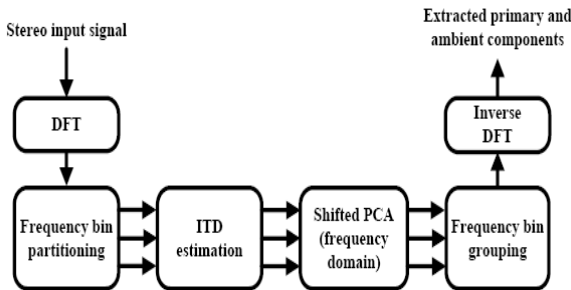 Stereo input signal
DFT
Frequency bin
partitioning
ITD
estimation
Shifted PCA
(frequency
domain)
Frequency bin
grouping
Inverse
DFT
Extracted primary and
ambient components